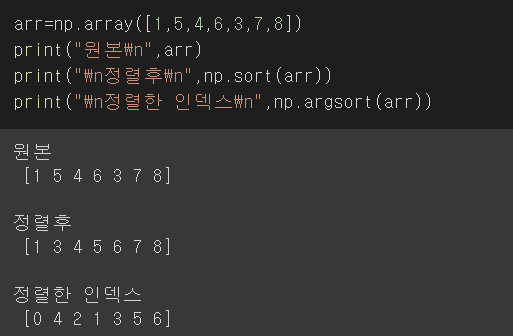 arr=np.array([1,5,4,6,3,7,8])
print("원본₩n",arr)
print("₩n정렬후₩n",np.sort(arr))
print("₩n정렬한 인덱스₩n",np.argsort(arr))
원본
[1 5 4 6 3 7 8]
정렬후
[1 3 4 5 6 7 8]
정렬한 인덱스
[0 4 2 1 3 5 6]